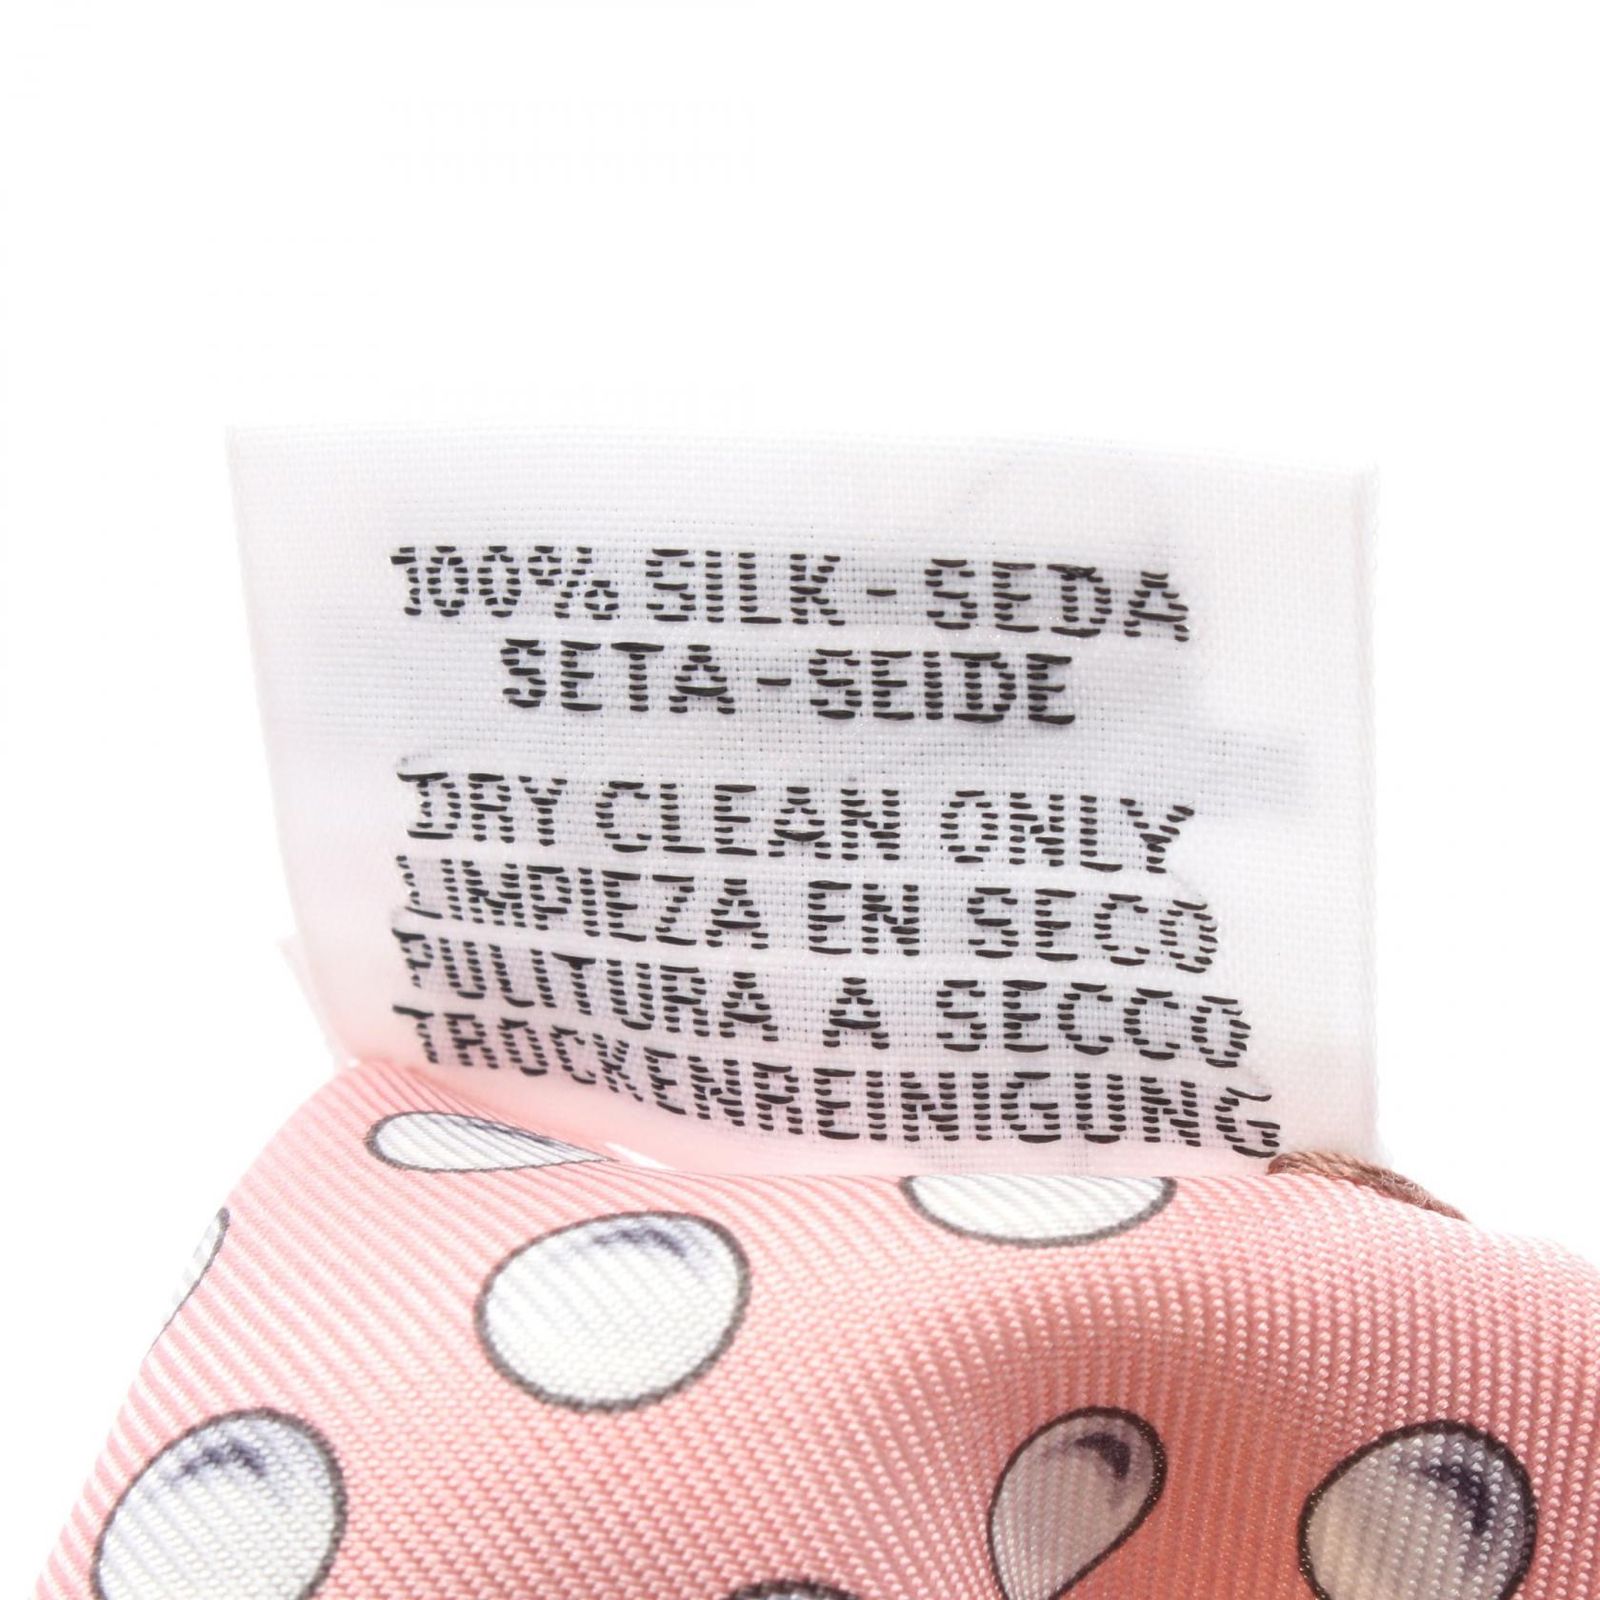 100% SILK - SEDA
SETA - SEIDE
DRY CLEAN ONLY
LIMPIEZA EN SECO
PULITURA A SECCO
TROCKENREINIGUNG